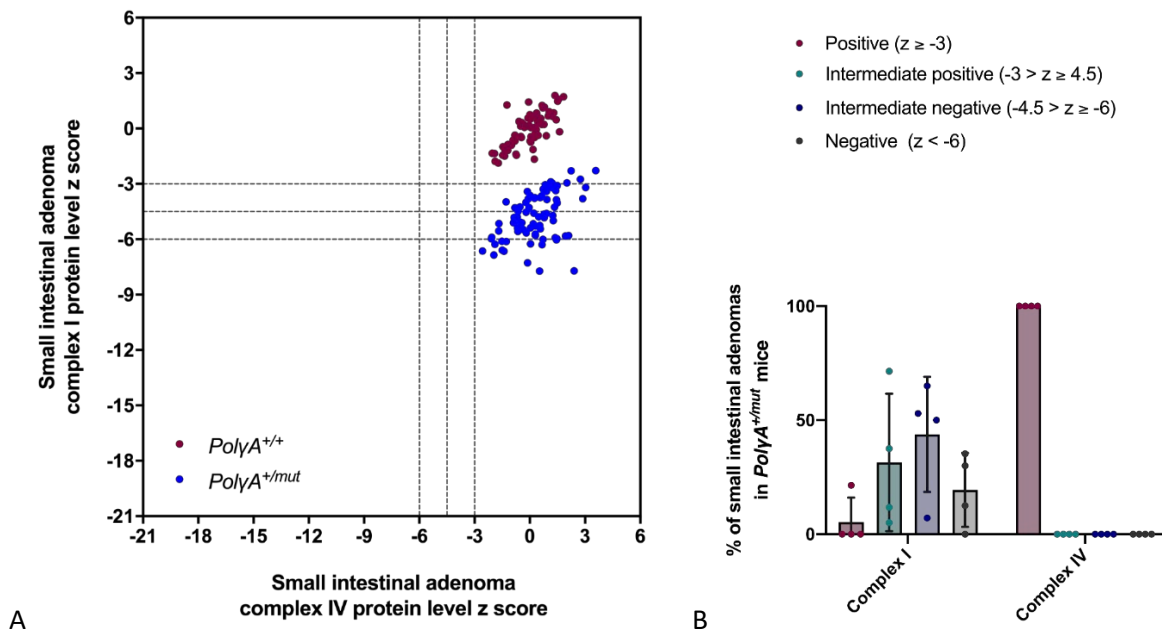 Small intestinal adenoma
complex I protein level z score
6
3
0
-3
-6
-9
-12
-15
-18
-21
PolγA+/+
PolγA+/mut
-21 -18 -15 -12 -9 -6 -3 0 3 6
Small intestinal adenoma
complex IV protein level z score
A
Positive (z ≥ -3)
Intermediate positive (-3 > z ≥ 4.5)
Intermediate negative (-4.5 > z ≥ -6)
Negative (z < -6)
% of small intestinal adenomas
in PolγA+/mut mice
100
50
0
Complex I
Complex IV
B